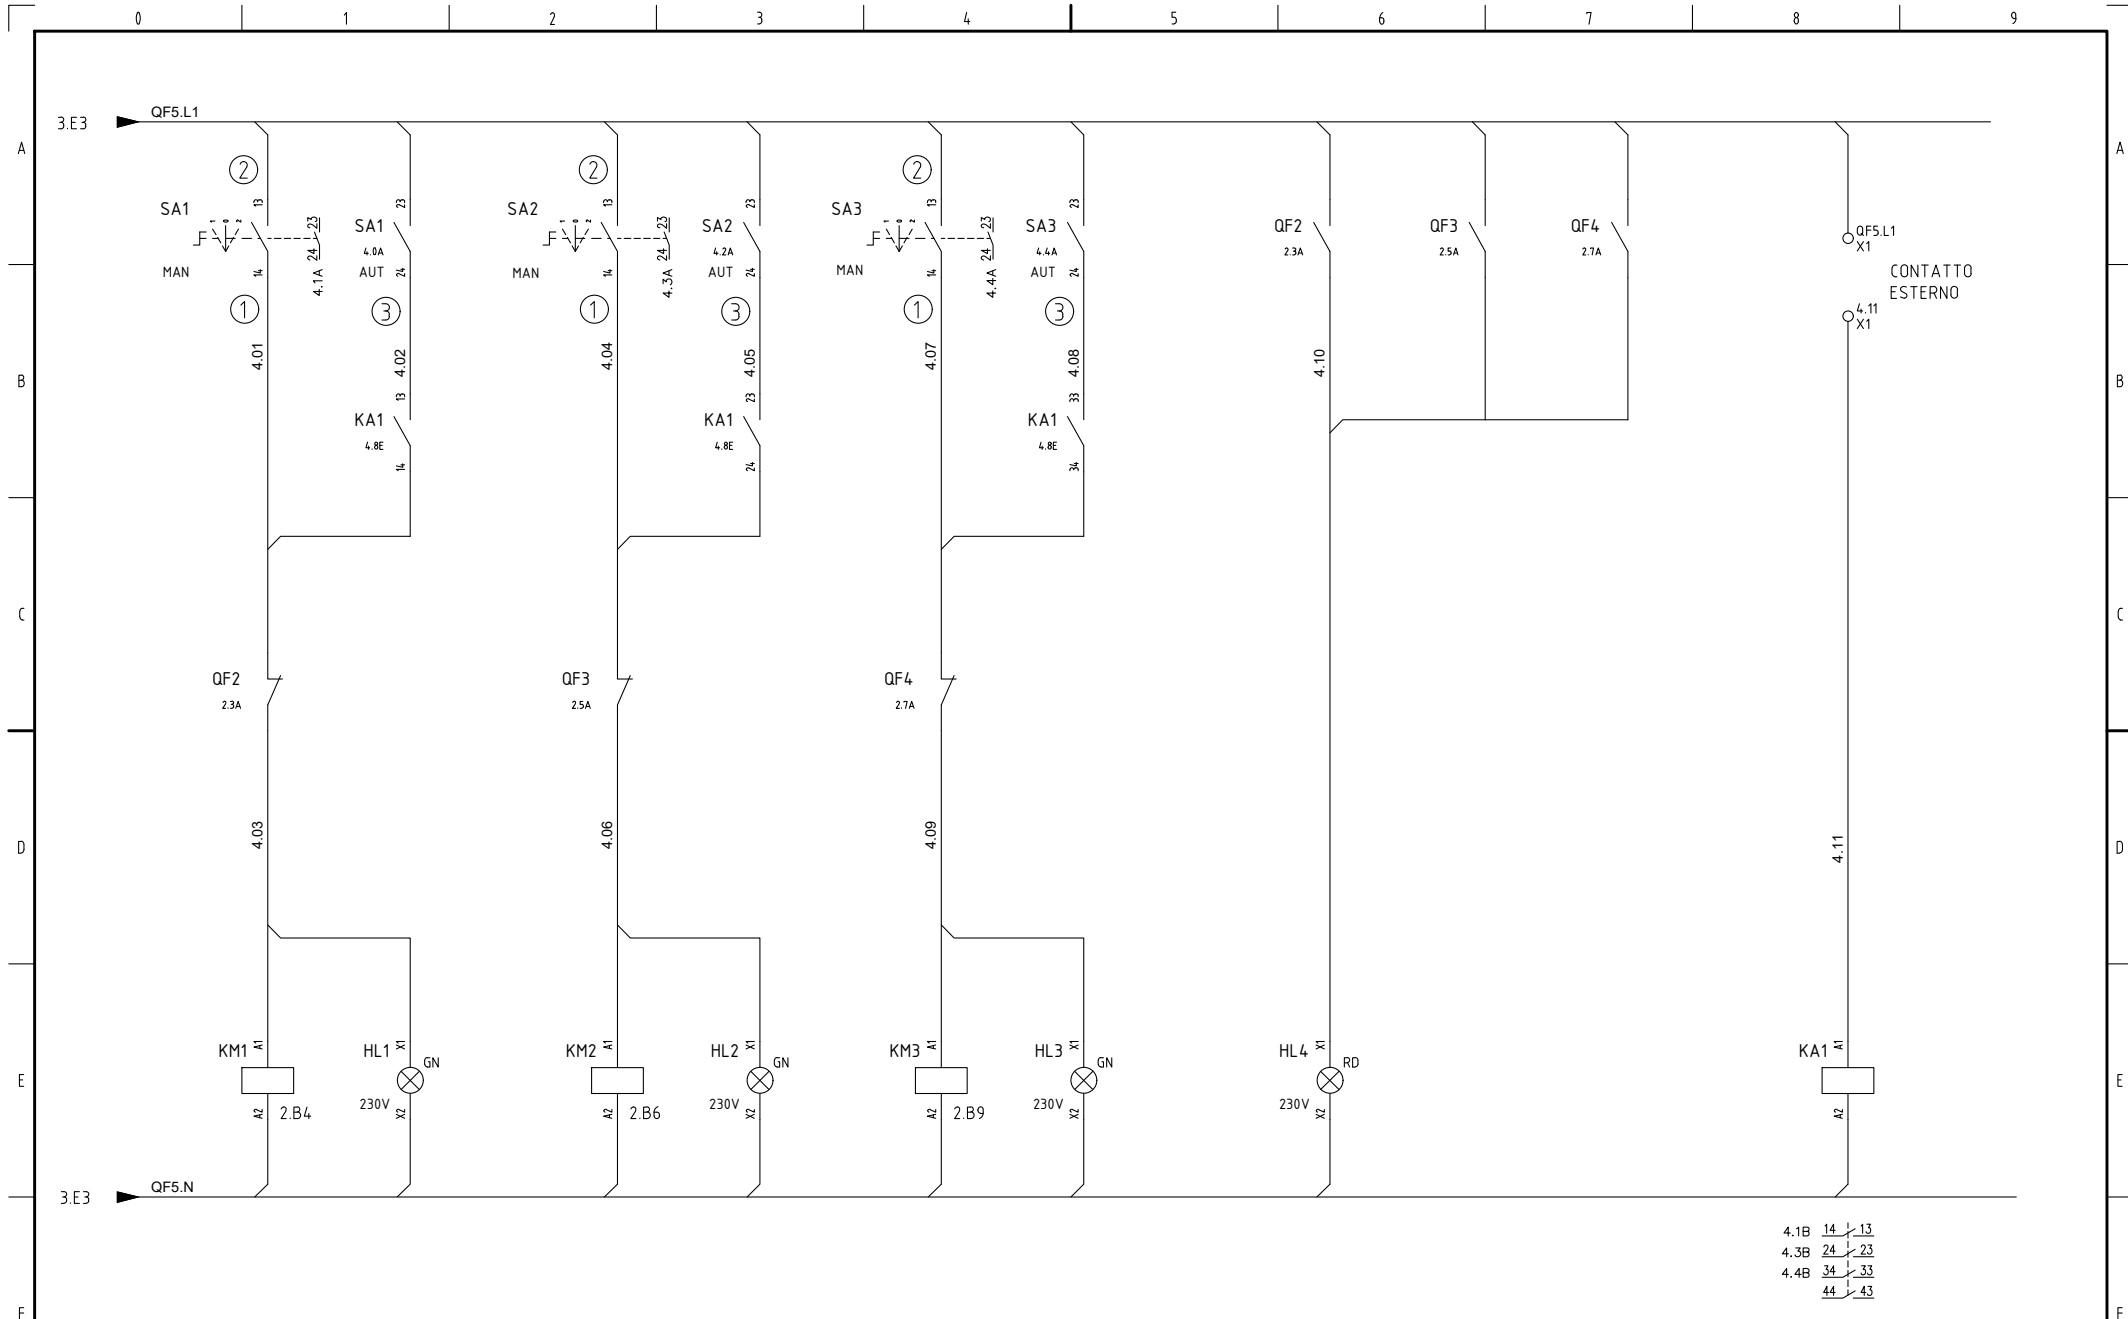 0 1 2 3 4 5 6 7 8 9
3.E3 QF5.L1
A A
2 2 2
13 23 13 23 13 23
SA1 1 0 2 23 24 4.1A
SA1 4.0A
SA2 1 0 2 23 24 4.3A
SA2 4.2A
SA3 1 0 2 23 24 4.4A
SA3 4.4A
QF2 2.3A
QF3 2.5A
QF4 2.7A
QF5.L1
X1
MAN 14 AUT 24 MAN 14 AUT 24 MAN 14 AUT 24
CONTATTO
ESTERNO
1 3 1 3 1 3
4.11
X1
4.01 4.02 4.04 4.05 4.07 4.08 4.10
B B
13 23 33
KA1 KA1 KA1
4.8E 4.8E 4.8E
14 24 34
C C
QF2 QF3 QF4
2.3A 2.5A 2.7A
4.03 4.06 4.09 4.11
D D
A1 X1 A1 X1 A1 X1 X1 A1
KM1 HL1 GN KM2 HL2 GN KM3 HL3 GN HL4 RD KA1
E E
230V 230V 230V 230V
A2 2.B4 X2 A2 2.B6 X2 A2 2.B9 X2 X2 A2
3.E3 QF5.N
4.1B 14 13
4.3B 24 23
4.4B 34 33
44 43
F F